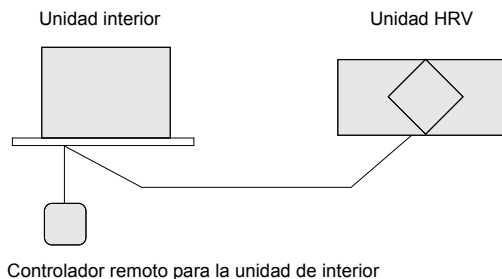 Unidad interior
Unidad HRV
Controlador remoto para la unidad de interior